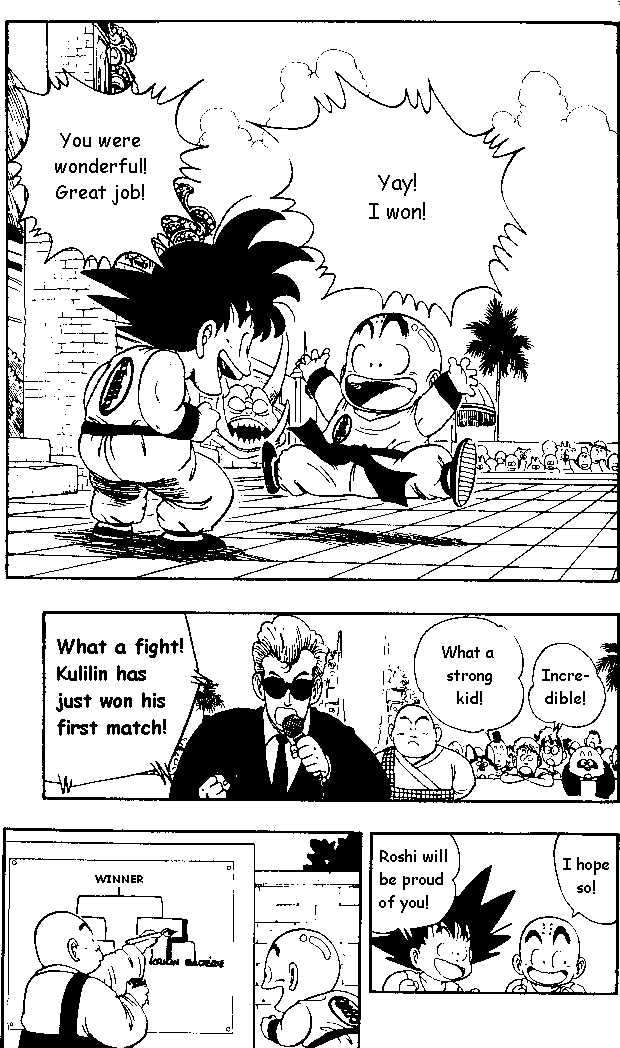 You were
wonderful!
Great job!
Yay!
I won!
What a fight!
Kulilin has
just won his
first match!
What a
strong
kid!
Incre-
dible!
WINNER
Roshi will
be proud
of you!
I hope
so!